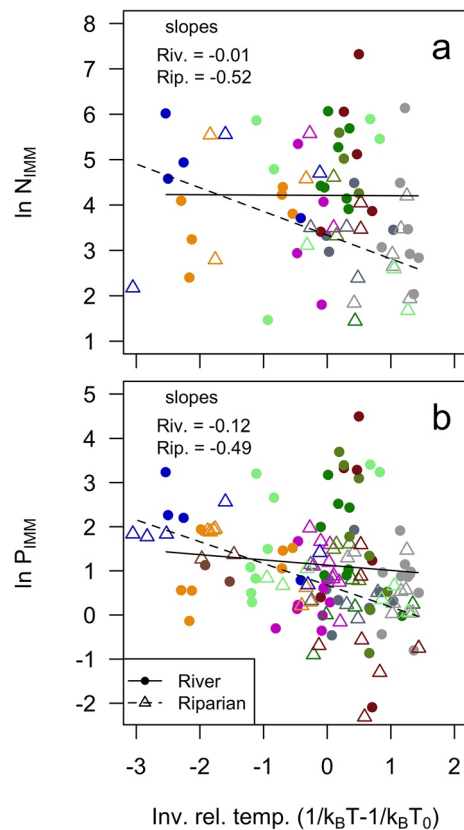 8
7
6
5
4
3
2
1
ln N_IMM
slopes
Riv. = -0.01
Rip. = -0.52
a
5
4
3
2
1
0
-1
-2
ln P_IMM
slopes
Riv. = -0.12
Rip. = -0.49
b
River
Riparian
-3 -2 -1 0 1 2
Inv. rel. temp. (1/k_BT-1/k_BT_0)